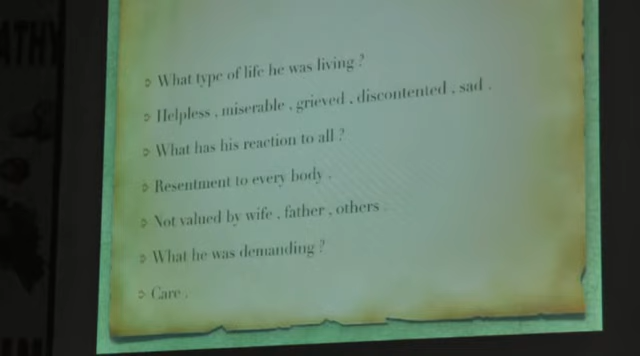 ATHY
What type of life he was living ?
Helpless , miserable , grieved , discontented , sad .
What has his reaction to all ?
Resentment to every body .
Not valued by wife , father , others
What he was demanding ?
Care .